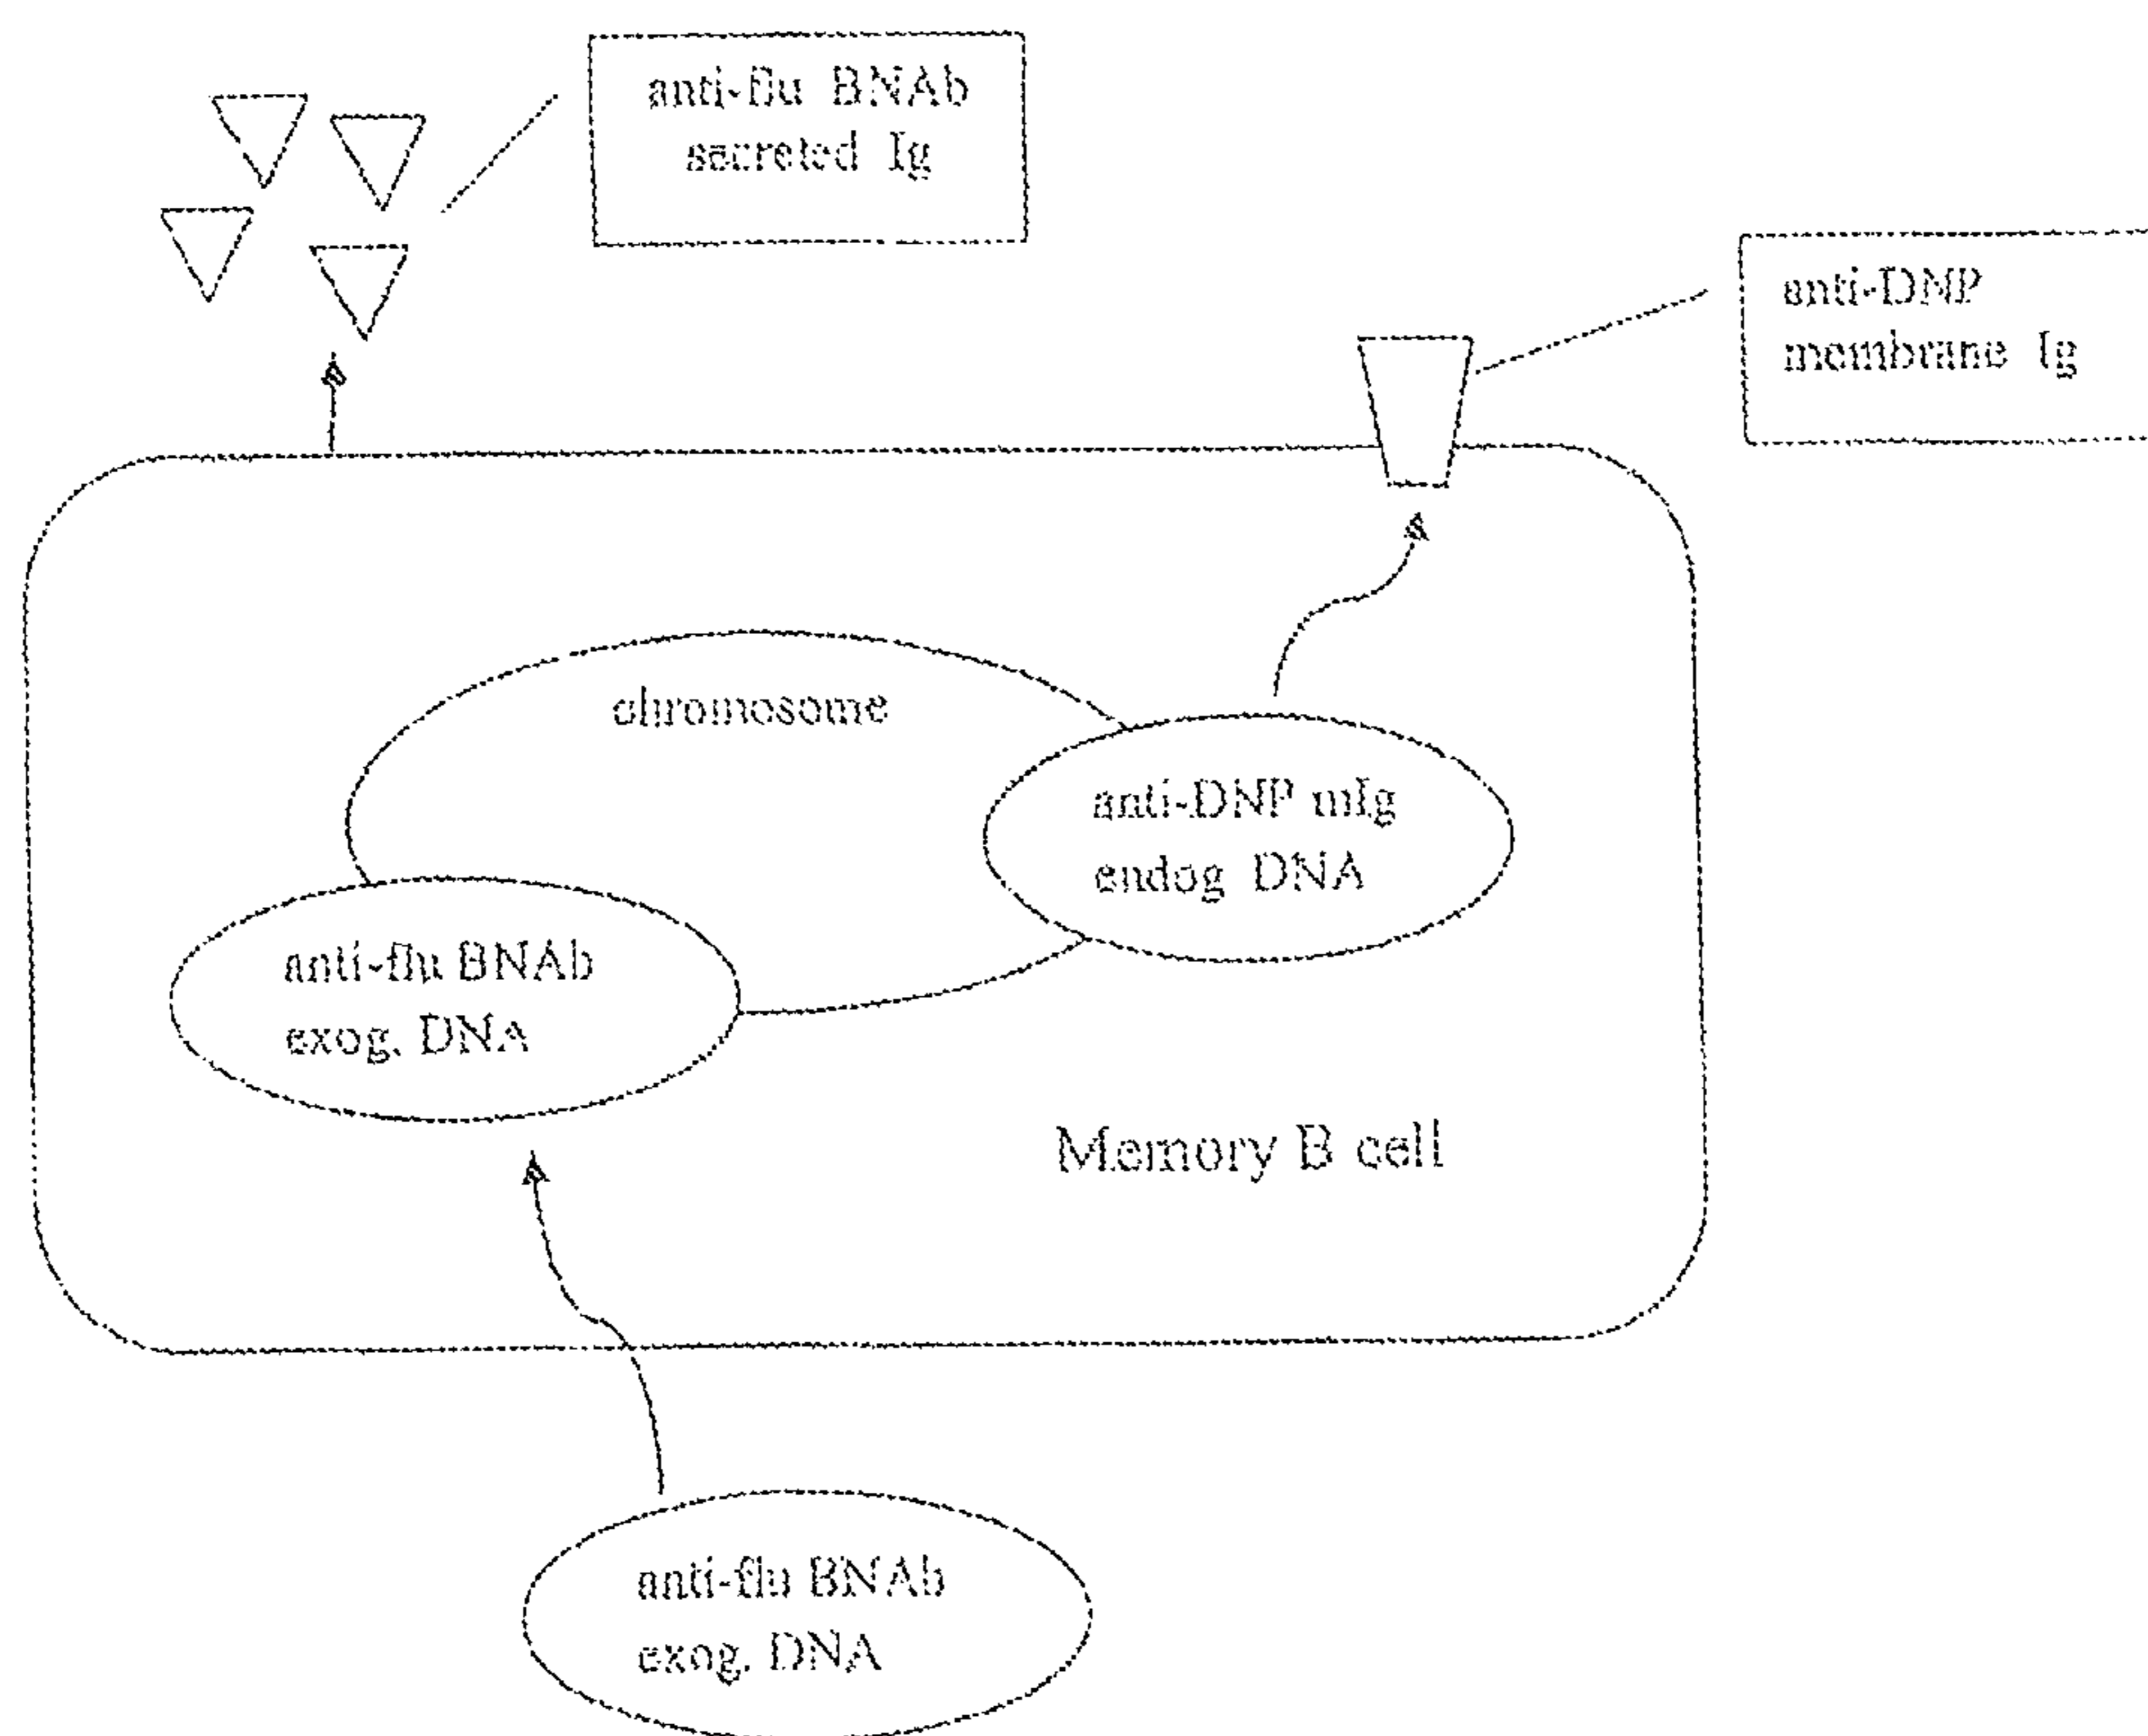 anti-flu BNAb
secreted Ig
anti-DNP
membrane Ig
chromosome
anti-DNP mIg
endog DNA
anti-flu BNAb
exog. DNA
Memory B cell
anti-flu BNAb
exog. DNA